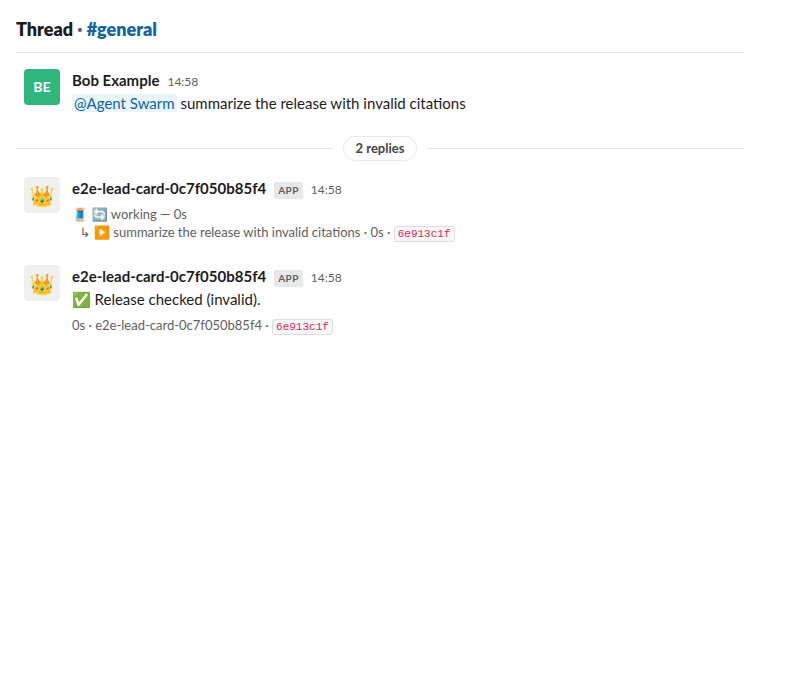 Thread • #general
BE
Bob Example 14:58
@Agent Swarm summarize the release with invalid citations
2 replies
e2e-lead-card-0c7f050b85f4 APP 14:58
🧵 🔄 working — 0s
↳ ▶️ summarize the release with invalid citations · 0s · 6e913c1f
e2e-lead-card-0c7f050b85f4 APP 14:58
✅ Release checked (invalid).
0s · e2e-lead-card-0c7f050b85f4 · 6e913c1f